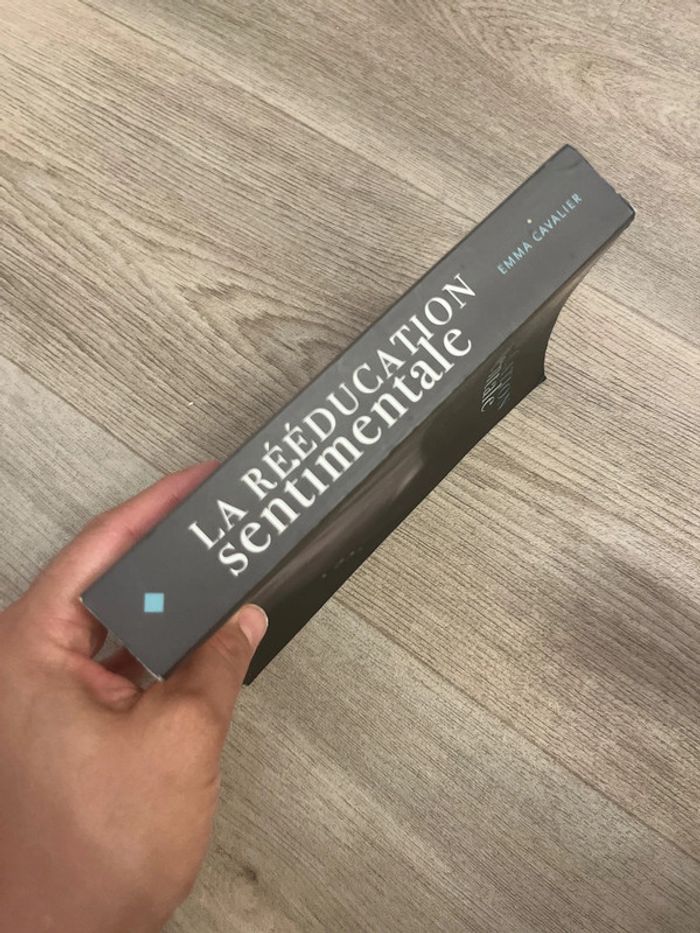 LA RÉÉDUCATION
sentimentale
EMMA CAVALIER